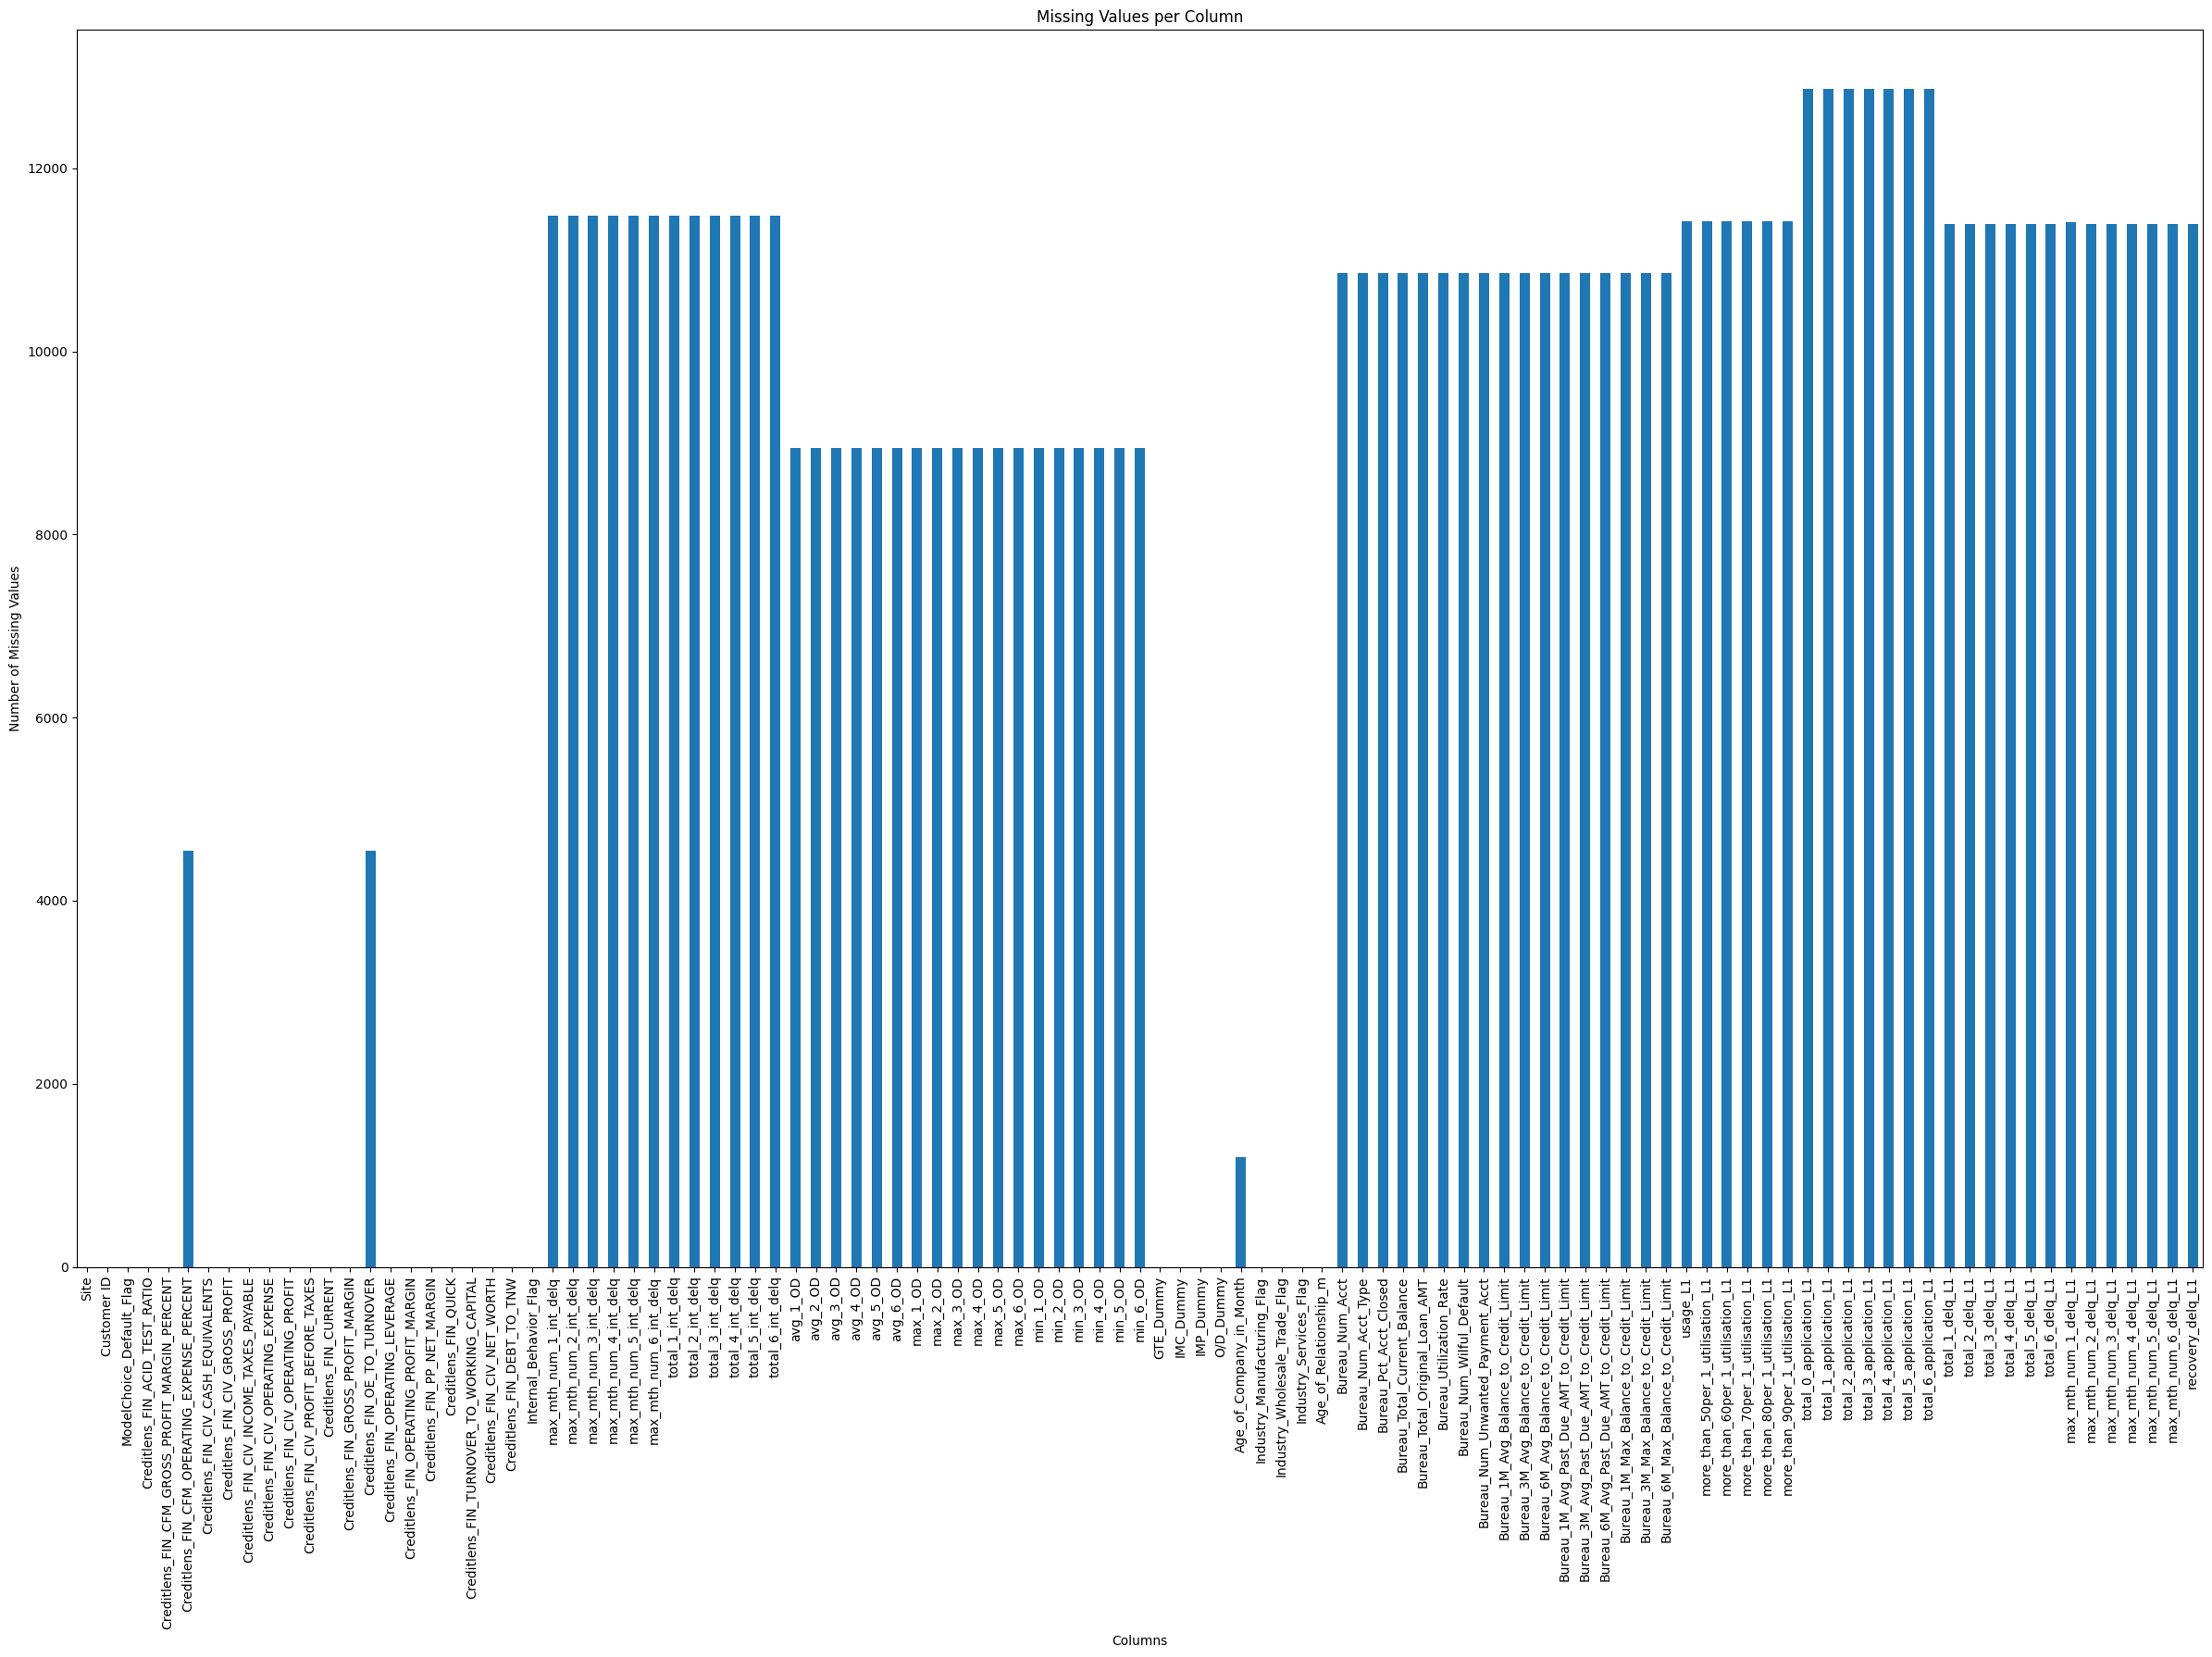 Missing Values per Column
Number of Missing Values
12000
10000
8000
6000
4000
2000
0
Site
Customer ID
ModelChoice_Default_Flag
Creditlens_FIN_ACID_TEST_RATIO
Creditlens_FIN_CFM_GROSS_PROFIT_MARGIN_PERCENT
Creditlens_FIN_CFM_OPERATING_EXPENSE_PERCENT
Creditlens_FIN_CIV_CASH_EQUIVALENTS
Creditlens_FIN_CIV_GROSS_PROFIT
Creditlens_FIN_CIV_INCOME_TAXES_PAYABLE
Creditlens_FIN_CIV_OPERATING_EXPENSE
Creditlens_FIN_CIV_OPERATING_PROFIT
Creditlens_FIN_CIV_PROFIT_BEFORE_TAXES
Creditlens_FIN_CURRENT
Creditlens_FIN_GROSS_PROFIT_MARGIN
Creditlens_FIN_OE_TO_TURNOVER
Creditlens_FIN_OPERATING_LEVERAGE
Creditlens_FIN_OPERATING_PROFIT_MARGIN
Creditlens_FIN_PP_NET_MARGIN
Creditlens_FIN_QUICK
Creditlens_FIN_TURNOVER_TO_WORKING_CAPITAL
Creditlens_FIN_CIV_NET_WORTH
Creditlens_FIN_DEBT_TO_TNW
Internal_Behavior_Flag
max_mth_num_1_int_delq
max_mth_num_2_int_delq
max_mth_num_3_int_delq
max_mth_num_4_int_delq
max_mth_num_5_int_delq
max_mth_num_6_int_delq
total_1_int_delq
total_2_int_delq
total_3_int_delq
total_4_int_delq
total_5_int_delq
total_6_int_delq
avg_1_OD
avg_2_OD
avg_3_OD
avg_4_OD
avg_5_OD
avg_6_OD
max_1_OD
max_2_OD
max_3_OD
max_4_OD
max_5_OD
max_6_OD
min_1_OD
min_2_OD
min_3_OD
min_4_OD
min_5_OD
min_6_OD
GTE_Dummy
IMC_Dummy
IMP_Dummy
O/D_Dummy
Age_of_Company_in_Month
Industry_Manufacturing_Flag
Industry_Wholesale_Trade_Flag
Industry_Services_Flag
Age_of_Relationship_m
Bureau_Num_Acct
Bureau_Num_Acct_Type
Bureau_Pct_Acct_Closed
Bureau_Total_Current_Balance
Bureau_Total_Original_Loan_AMT
Bureau_Utilization_Rate
Bureau_Num_Wilful_Default
Bureau_Num_Unwanted_Payment_Acct
Bureau_1M_Avg_Balance_to_Credit_Limit
Bureau_3M_Avg_Balance_to_Credit_Limit
Bureau_6M_Avg_Balance_to_Credit_Limit
Bureau_1M_Avg_Past_Due_AMT_to_Credit_Limit
Bureau_3M_Avg_Past_Due_AMT_to_Credit_Limit
Bureau_6M_Avg_Past_Due_AMT_to_Credit_Limit
Bureau_1M_Max_Balance_to_Credit_Limit
Bureau_3M_Max_Balance_to_Credit_Limit
Bureau_6M_Max_Balance_to_Credit_Limit
usage_L1
more_than_50per_1_utilisation_L1
more_than_60per_1_utilisation_L1
more_than_70per_1_utilisation_L1
more_than_80per_1_utilisation_L1
more_than_90per_1_utilisation_L1
total_0_application_L1
total_1_application_L1
total_2_application_L1
total_3_application_L1
total_4_application_L1
total_5_application_L1
total_6_application_L1
total_1_delq_L1
total_2_delq_L1
total_3_delq_L1
total_4_delq_L1
total_5_delq_L1
total_6_delq_L1
max_mth_num_1_delq_L1
max_mth_num_2_delq_L1
max_mth_num_3_delq_L1
max_mth_num_4_delq_L1
max_mth_num_5_delq_L1
max_mth_num_6_delq_L1
recovery_delq_L1
Columns